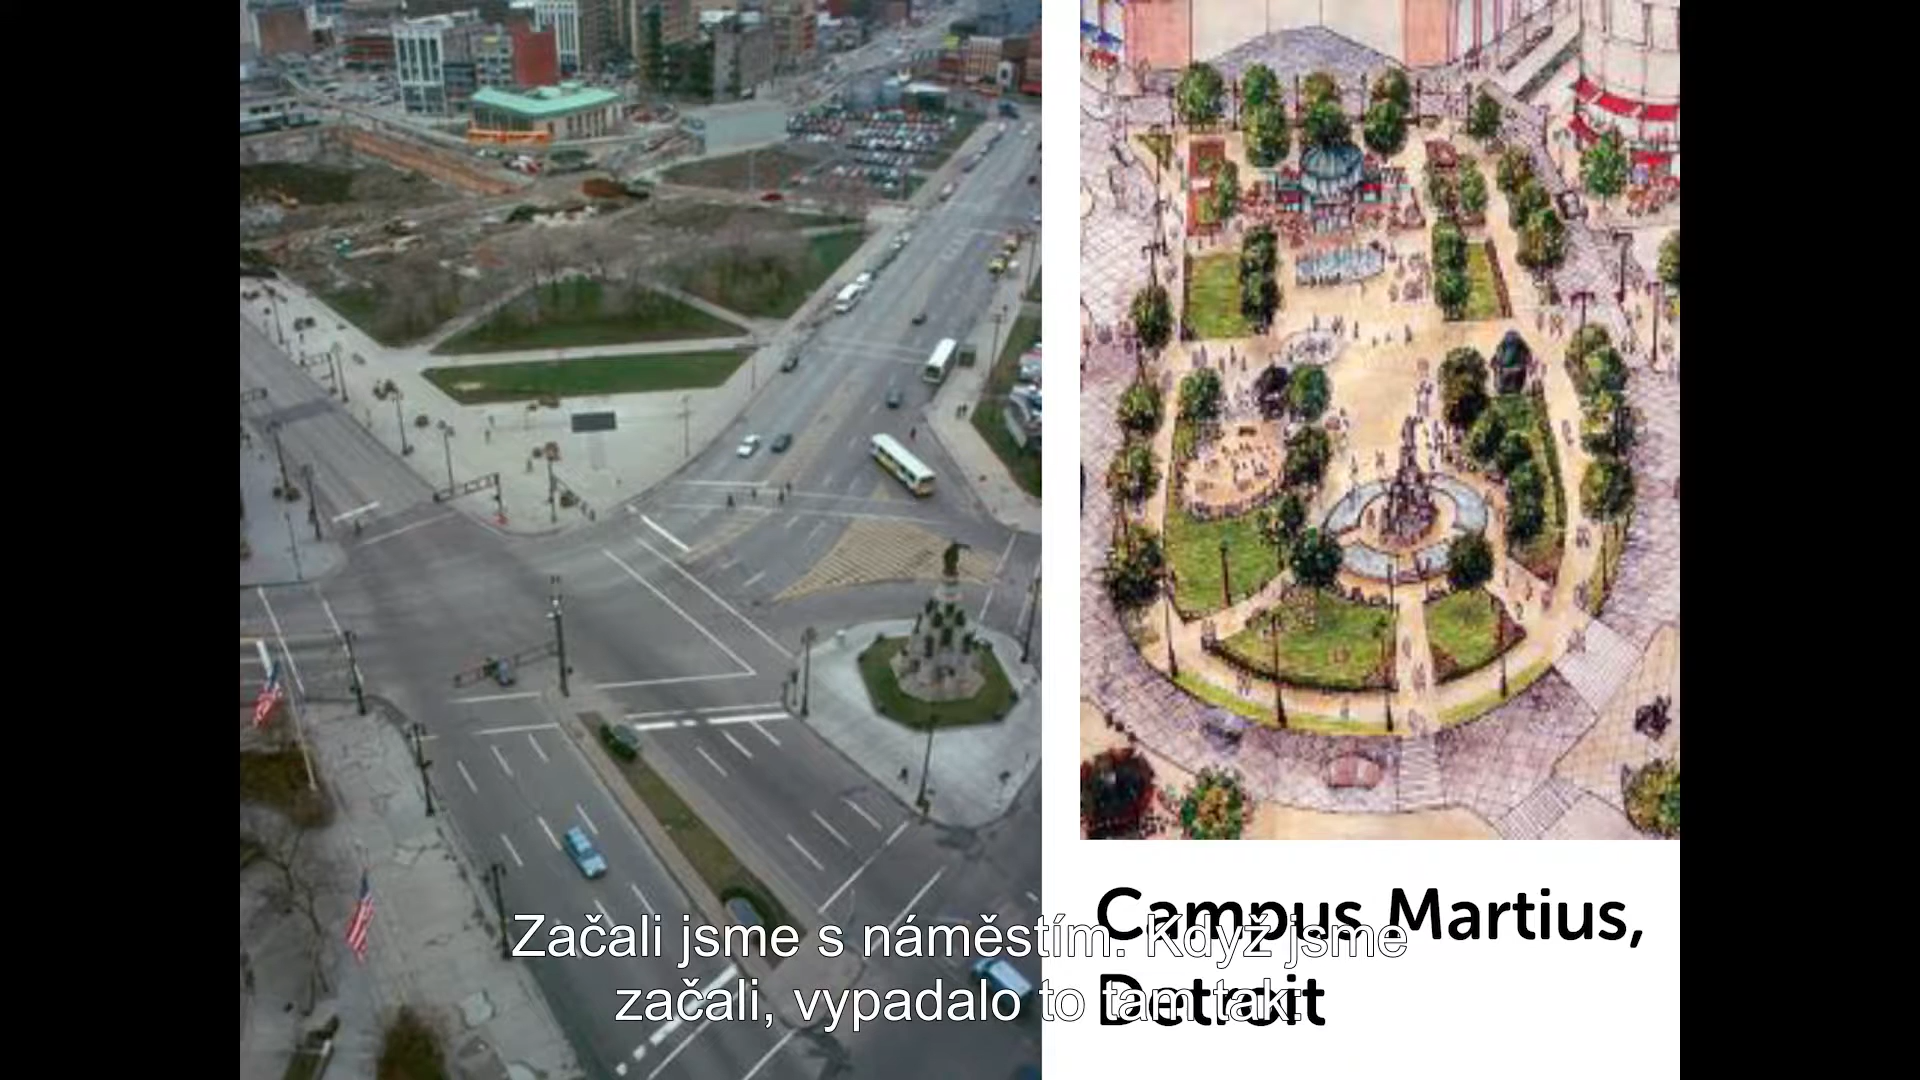 Campus Martius,
Detroit
Začali jsme s náměstím. Když jsme
začali, vypadalo to tam tak: